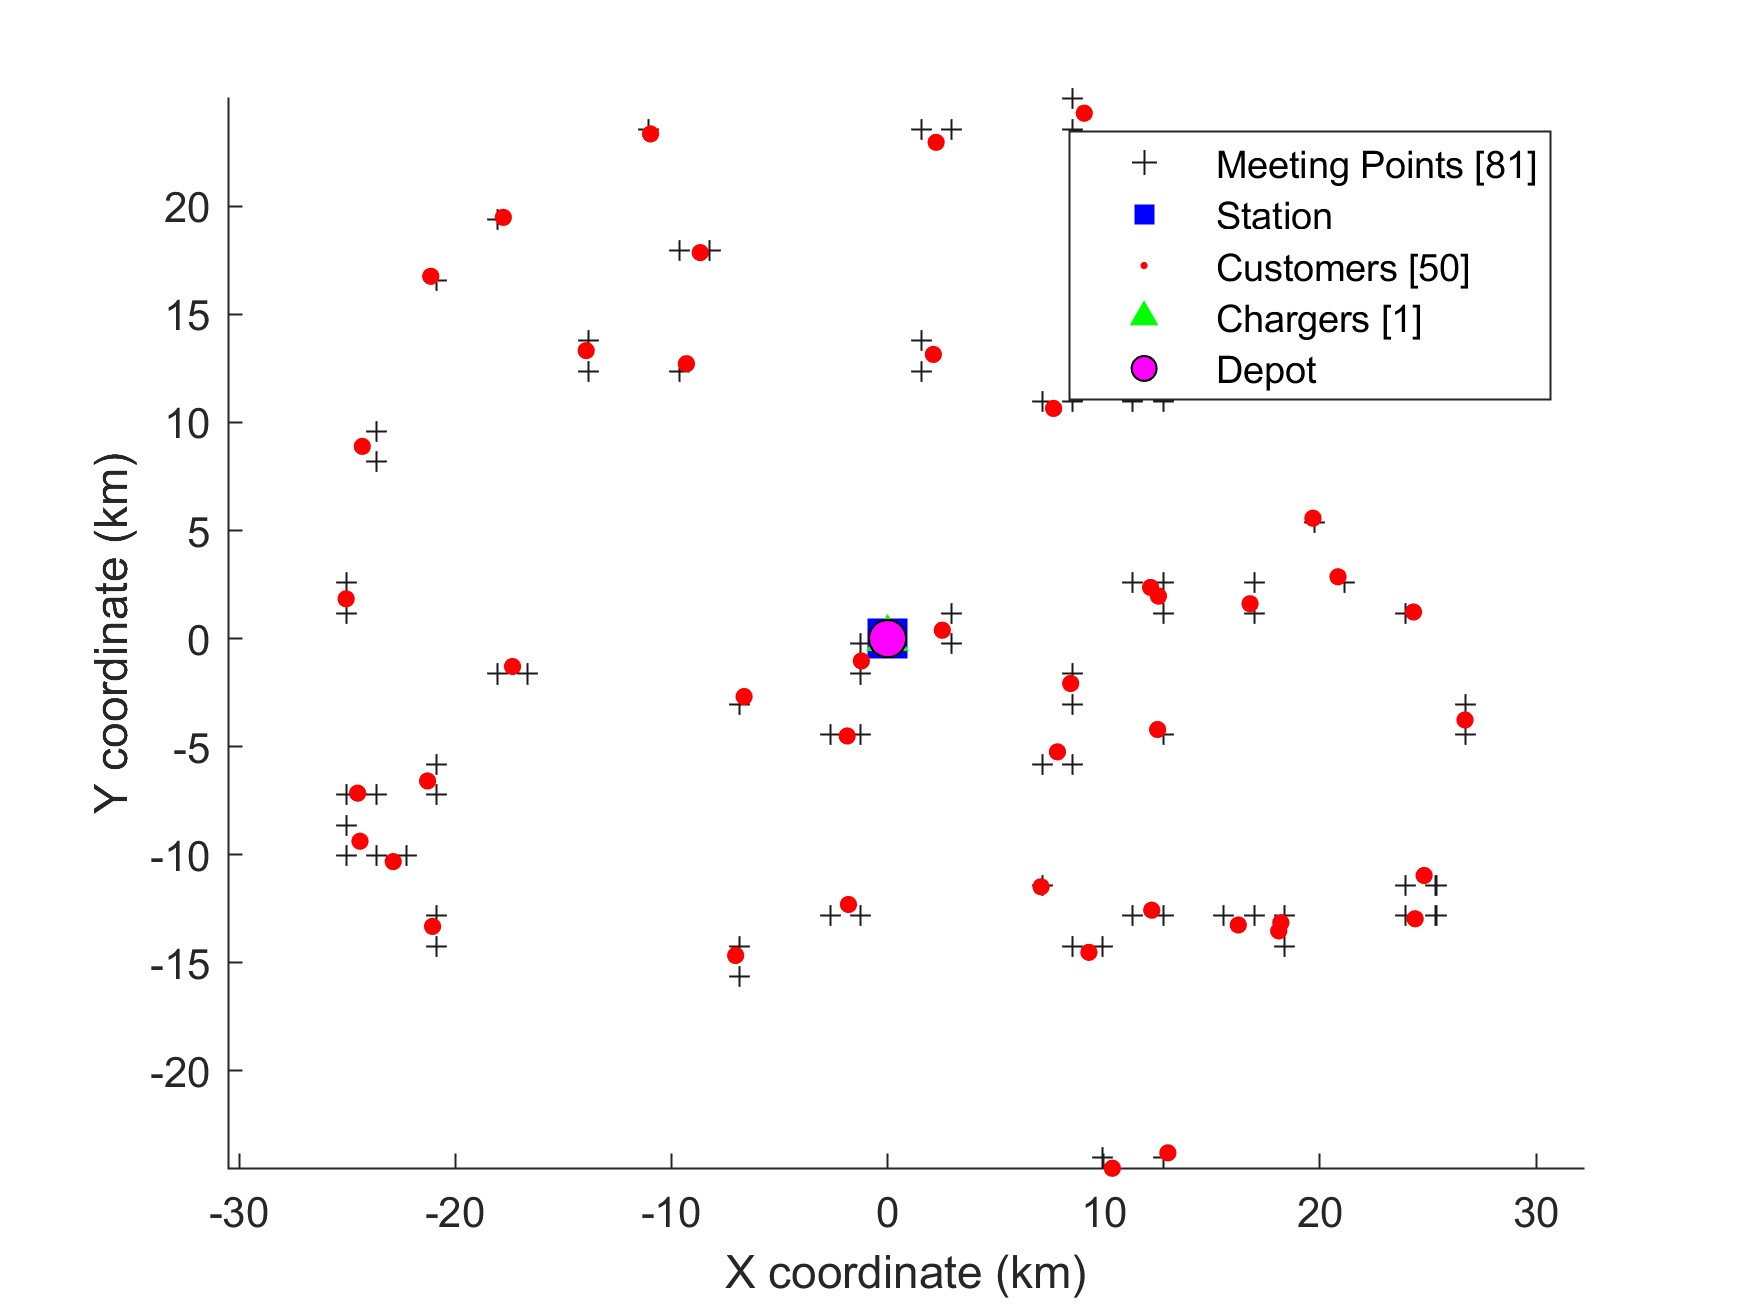 20
15
10
5
0
-5
-10
-15
-20
Y coordinate (km)
-30 -20 -10 0 10 20 30
X coordinate (km)
Meeting Points [81]
Station
Customers [50]
Chargers [1]
Depot